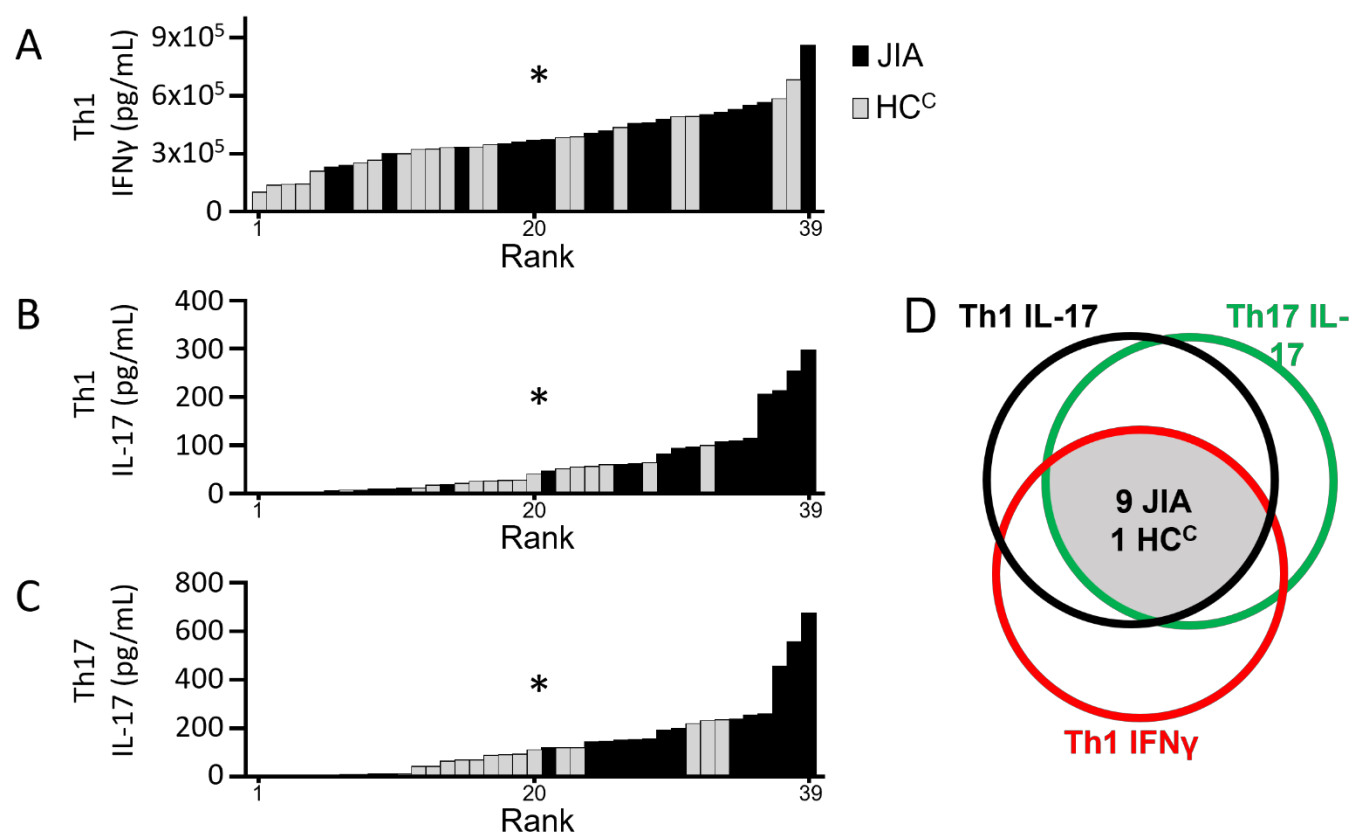 A
Th1
IFNγ (pg/mL)
9x10⁵
6x10⁵
3x10⁵
0
*
JIA
HCᶜ
1
20
39
Rank
B
Th1
IL-17 (pg/mL)
400
300
200
100
0
*
1
20
39
Rank
C
Th17
IL-17 (pg/mL)
800
600
400
200
0
*
1
20
39
Rank
D
Th1 IL-17
Th17 IL-
17
9 JIA
1 HCᶜ
Th1 IFNγ